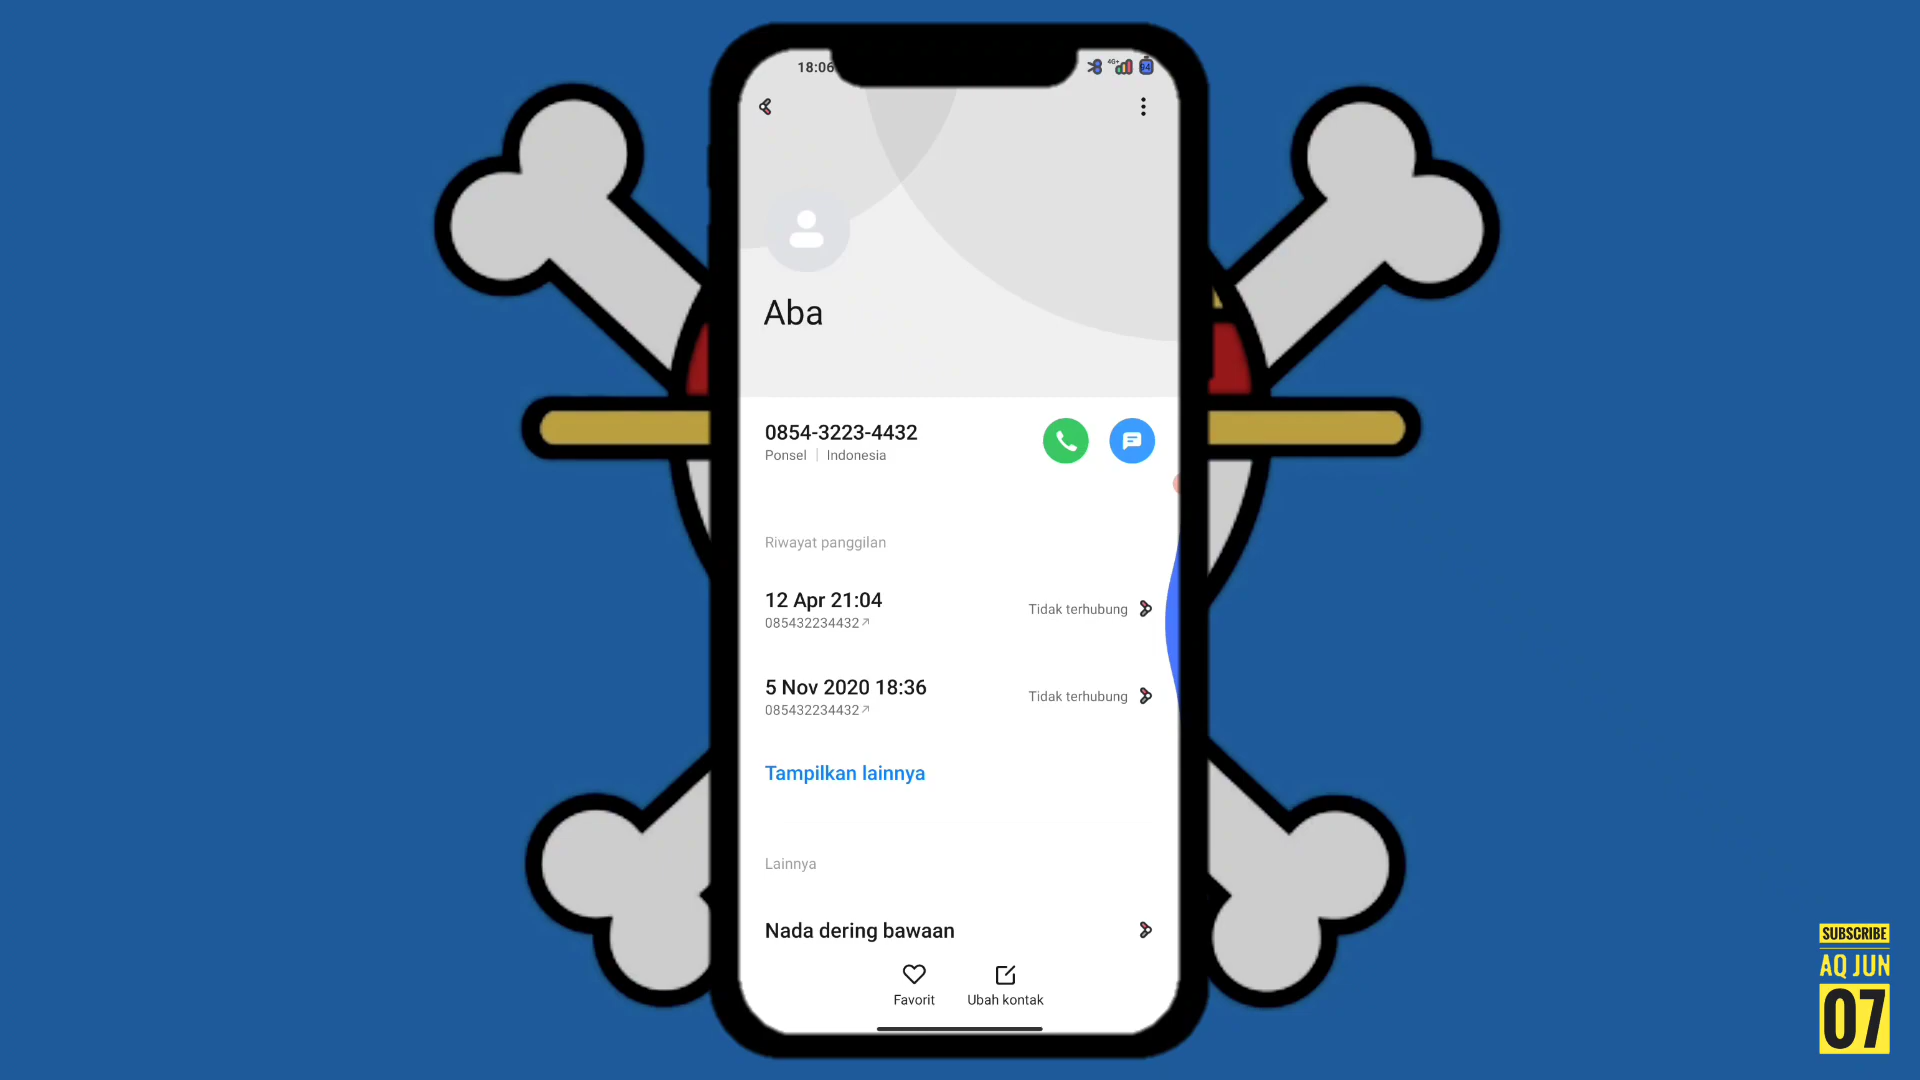 18:06
4G+
Aba
0854-3223-4432
Ponsel | Indonesia
Riwayat panggilan
12 Apr 21:04
Tidak terhubung
085432234432
5 Nov 2020 18:36
Tidak terhubung
085432234432
Tampilkan lainnya
Lainnya
Nada dering bawaan
Favorit
Ubah kontak
SUBSCRIBE
AQ JUN
07